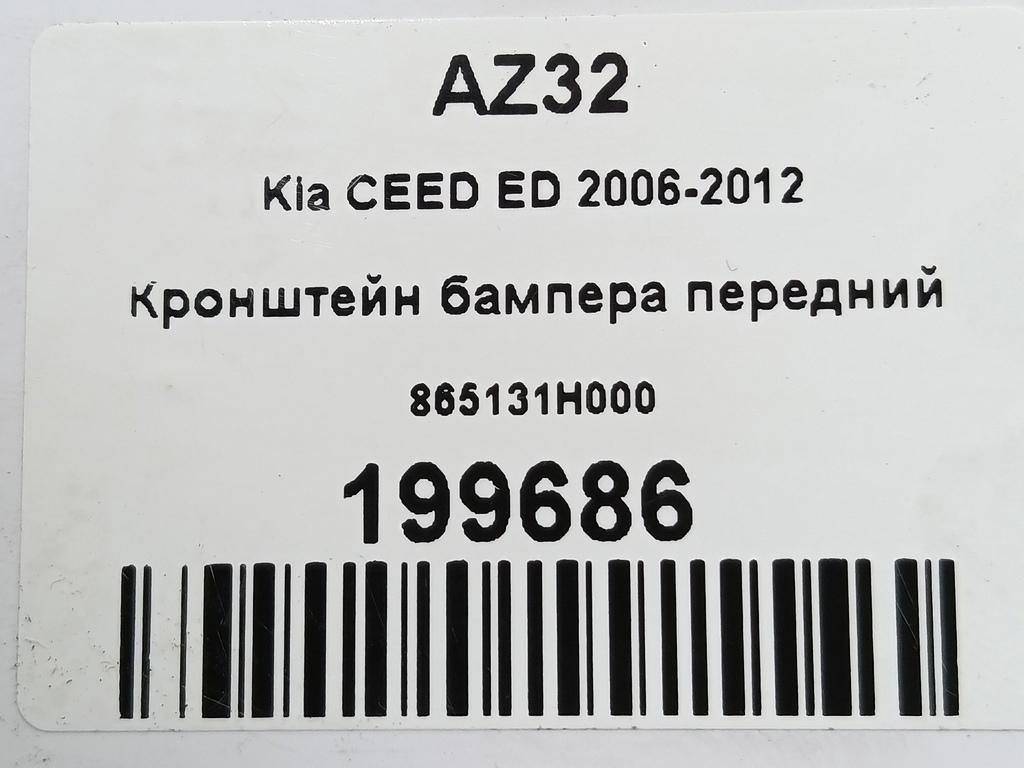 AZ32
Kia CEED ED 2006-2012
Кронштейн бампера передний
865131H000
199686